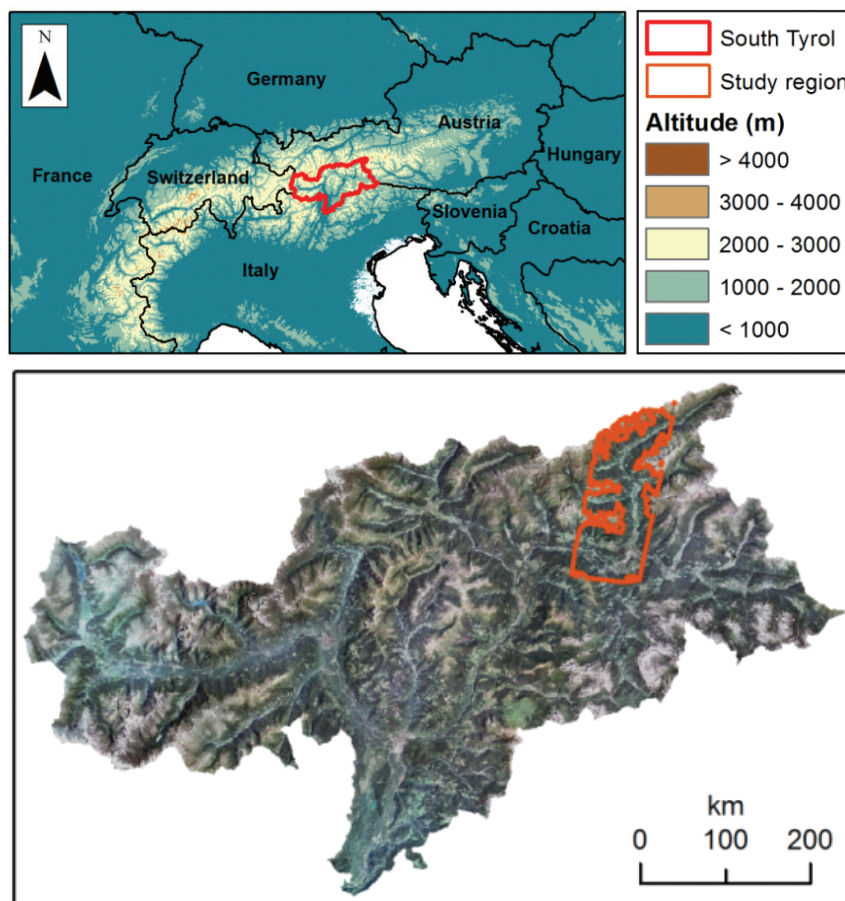 N
Germany
Austria
France
Switzerland
Hungary
Slovenia
Croatia
Italy
South Tyrol
Study region
Altitude (m)
> 4000
3000 - 4000
2000 - 3000
1000 - 2000
< 1000
km
0 100 200